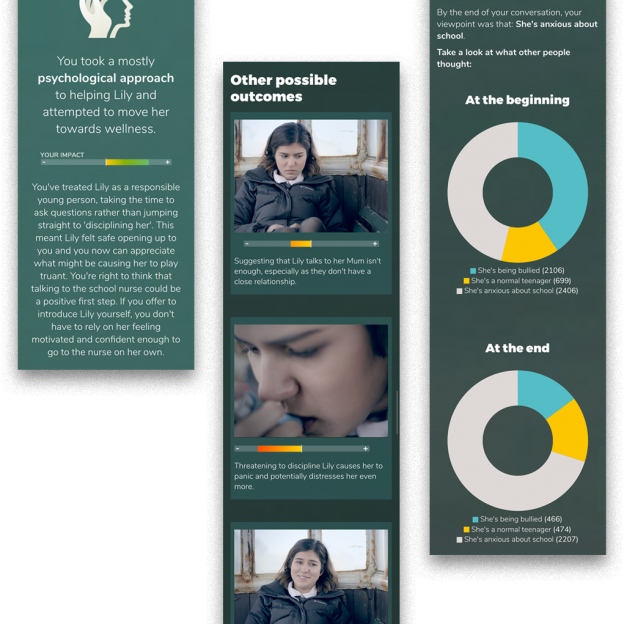 You took a mostly
psychological approach
to helping Lily and
attempted to move her
towards wellness.
YOUR IMPACT
- +
You've treated Lily as a responsible
young person, taking the time to
ask questions rather than jumping
straight to 'disciplining her'. This
meant Lily felt safe opening up to
you and you now can appreciate
what might be causing her to play
truant. You're right to think that
talking to the school nurse could be
a positive first step. If you offer to
introduce Lily yourself, you don't
have to rely on her feeling
motivated and confident enough to
go to the nurse on her own.
Other possible
outcomes
- +
Suggesting that Lily talks to her Mum isn't
enough, especially as they don't have a
close relationship.
- +
Threatening to discipline Lily causes her to
panic and potentially distresses her even
more.
By the end of your conversation, your
viewpoint was that: She's anxious about
school.
Take a look at what other people
thought:
At the beginning
She's being bullied (2106)
She's a normal teenager (699)
She's anxious about school (2406)
At the end
She's being bullied (466)
She's a normal teenager (474)
She's anxious about school (2207)